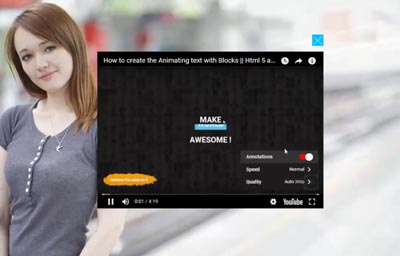 How to create the Animating text with Blocks || Html 5 a...
MAKE
AWESOME !
Annotations
Speed Normal
Quality Auto 360p
0:01 / 4:19
YouTube